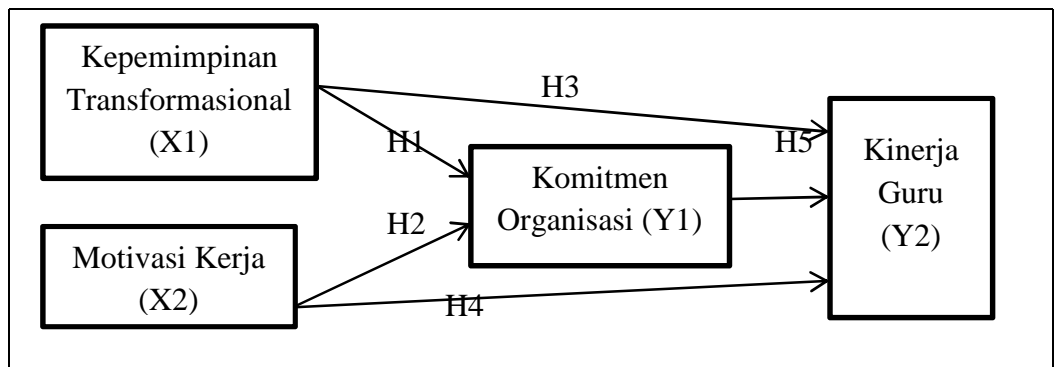 Kepemimpinan
Transformasional
(X1)
H3
H1
H5
Kinerja
Guru
(Y2)
Komitmen
Organisasi (Y1)
H2
Motivasi Kerja
(X2)
H4